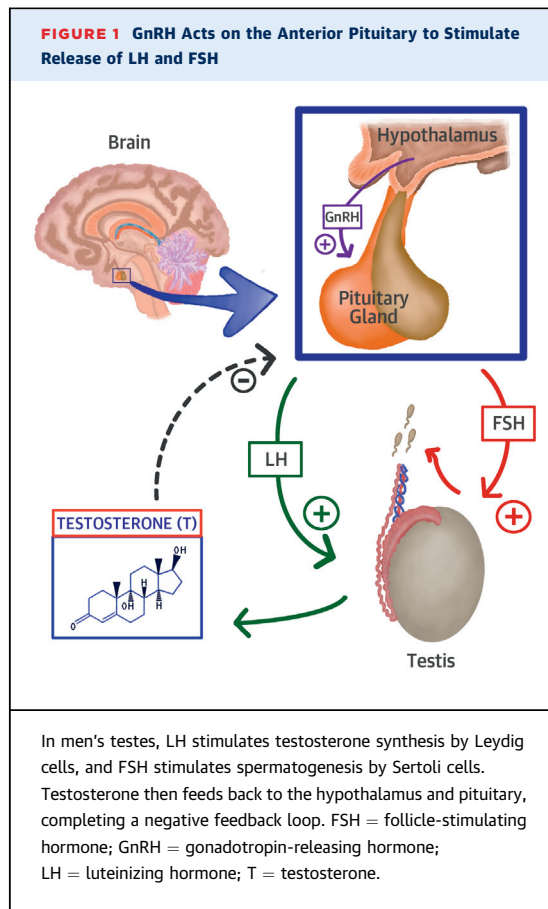 FIGURE 1 GnRH Acts on the Anterior Pituitary to Stimulate
Release of LH and FSH
Brain
Hypothalamus
GnRH
+
Pituitary
Gland
−
LH
FSH
+
+
TESTOSTERONE (T)
OH
H
OH
H
H
O
Testis
In men's testes, LH stimulates testosterone synthesis by Leydig
cells, and FSH stimulates spermatogenesis by Sertoli cells.
Testosterone then feeds back to the hypothalamus and pituitary,
completing a negative feedback loop. FSH = follicle-stimulating
hormone; GnRH = gonadotropin-releasing hormone;
LH = luteinizing hormone; T = testosterone.